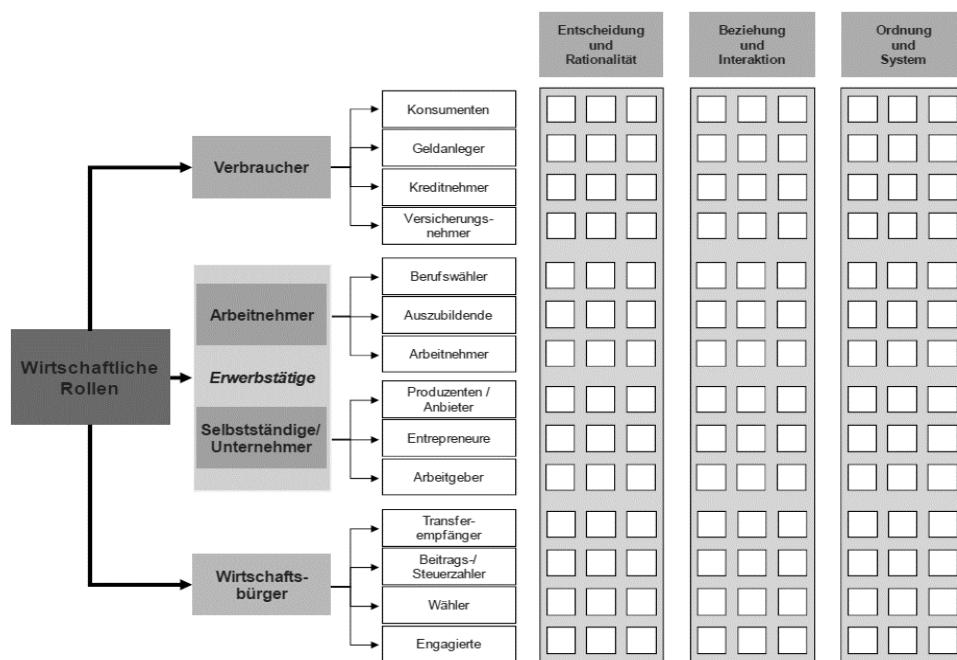 Entscheidung
und
Rationalität
Beziehung
und
Interaktion
Ordnung
und
System
Wirtschaftliche
Rollen
Verbraucher
Konsumenten
Geldanleger
Kreditnehmer
Versicherungs-
nehmer
Arbeitnehmer
Erwerbstätige
Selbstständige/
Unternehmer
Berufswähler
Auszubildende
Arbeitnehmer
Produzenten /
Anbieter
Entrepreneure
Arbeitgeber
Wirtschafts-
bürger
Transfer-
empfänger
Beitrags-/
Steuerzahler
Wähler
Engagierte